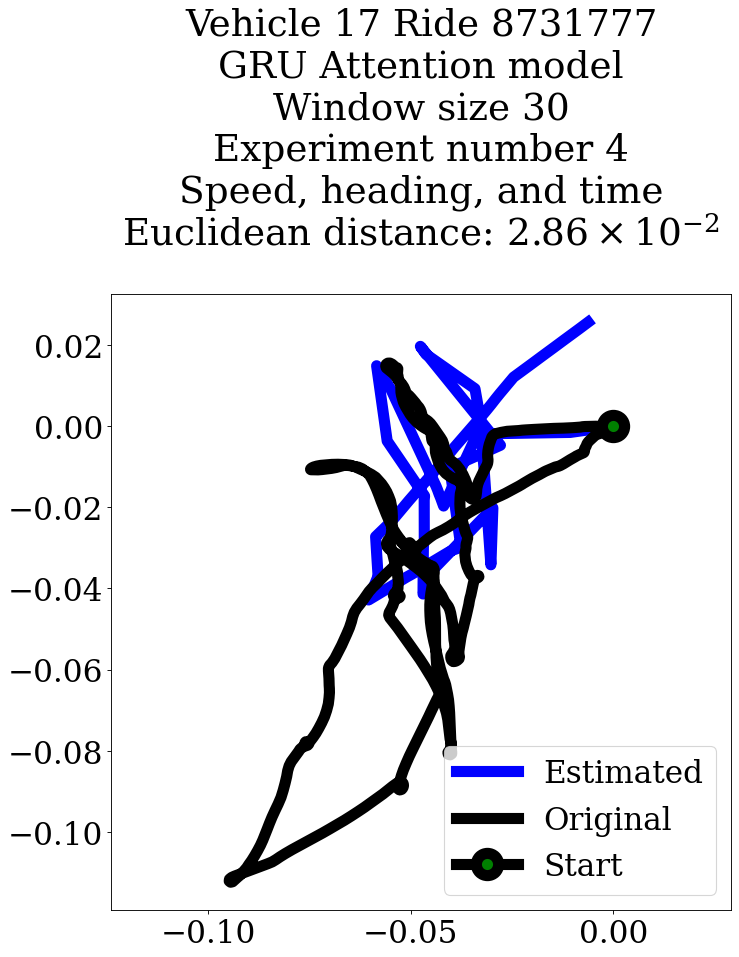 Vehicle 17 Ride 8731777
GRU Attention model
Window size 30
Experiment number 4
Speed, heading, and time
Euclidean distance: 2.86 × 10⁻²
0.02
0.00
−0.02
−0.04
−0.06
−0.08
−0.10
Estimated
Original
Start
−0.10 −0.05 0.00